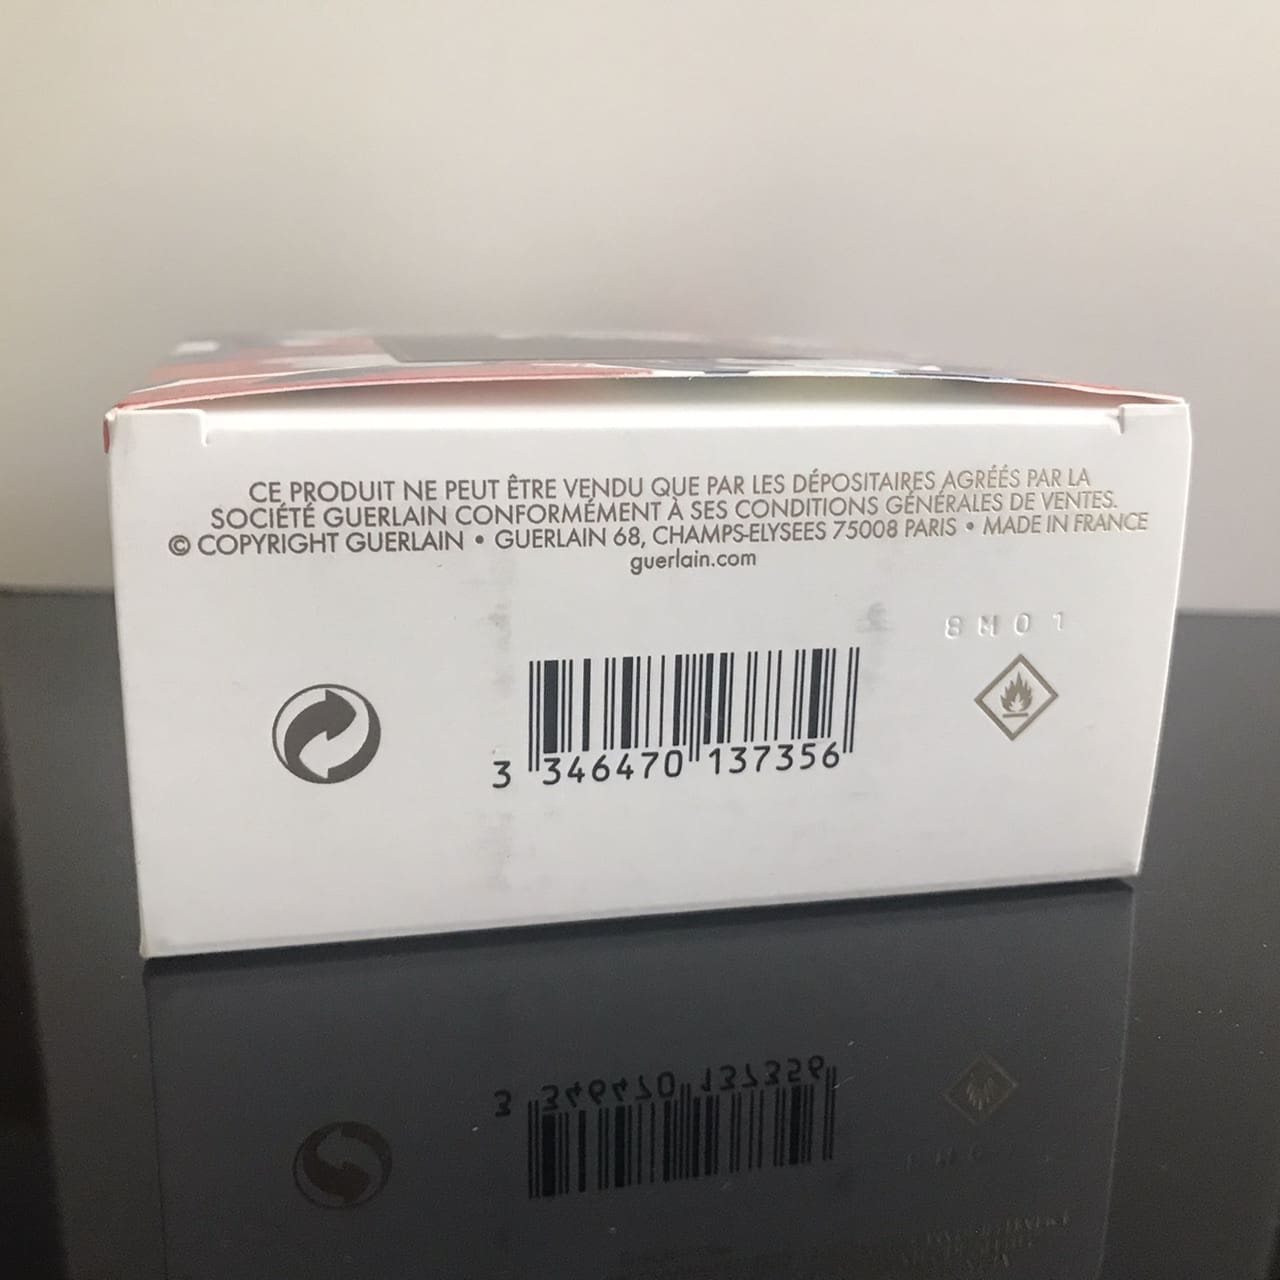 CE PRODUIT NE PEUT ÊTRE VENDU QUE PAR LES DÉPOSITAIRES AGRÉÉS PAR LA
SOCIÉTÉ GUERLAIN CONFORMÉMENT À SES CONDITIONS GÉNÉRALES DE VENTES.
© COPYRIGHT GUERLAIN • GUERLAIN 68, CHAMPS-ELYSEES 75008 PARIS • MADE IN FRANCE
guerlain.com
8M01
3 346470 137356